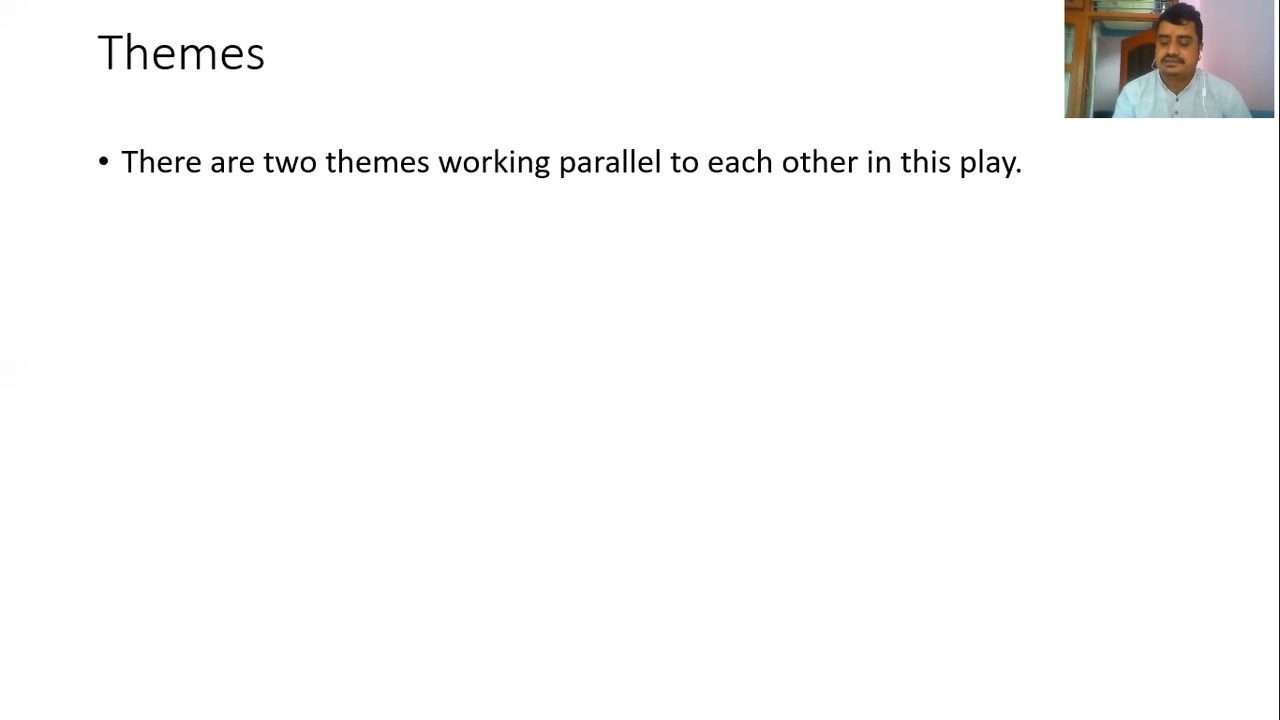 Themes
• There are two themes working parallel to each other in this play.